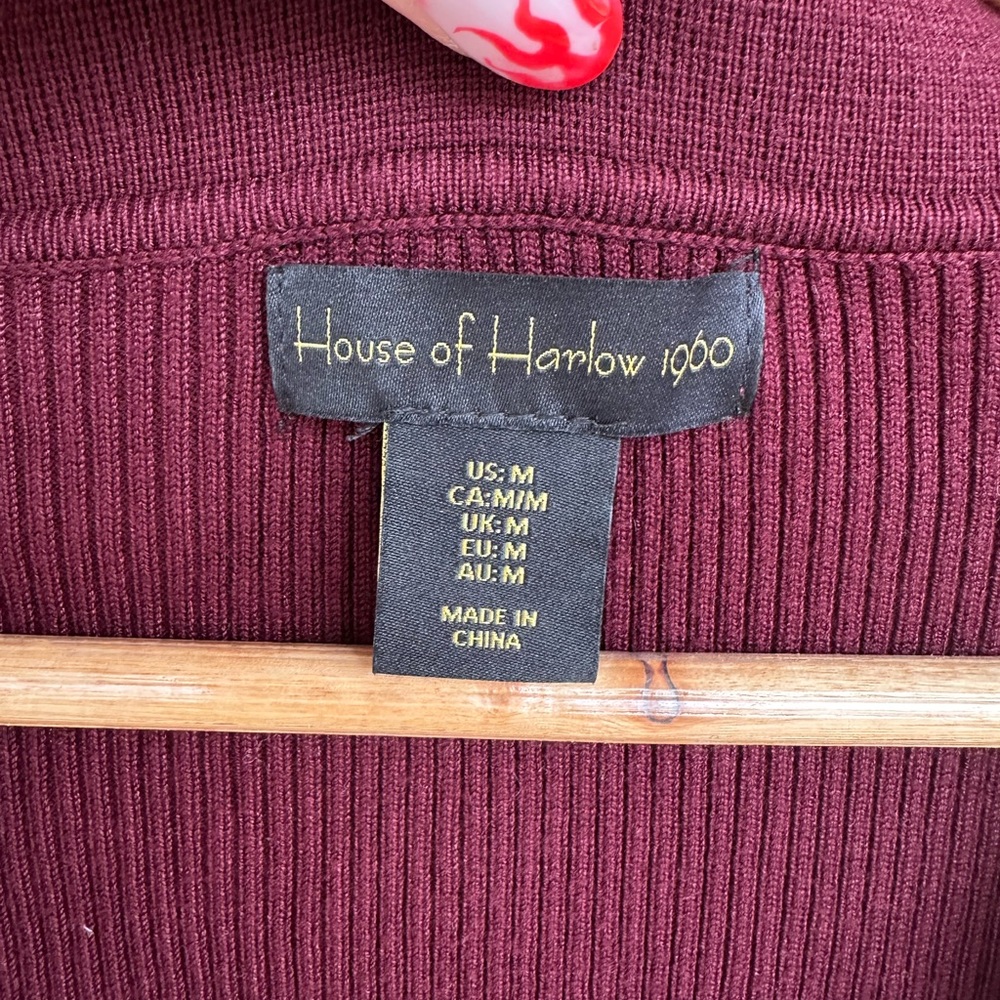 House of Harlow 1960
US: M
CA:M/M
UK: M
EU: M
AU: M
MADE IN
CHINA